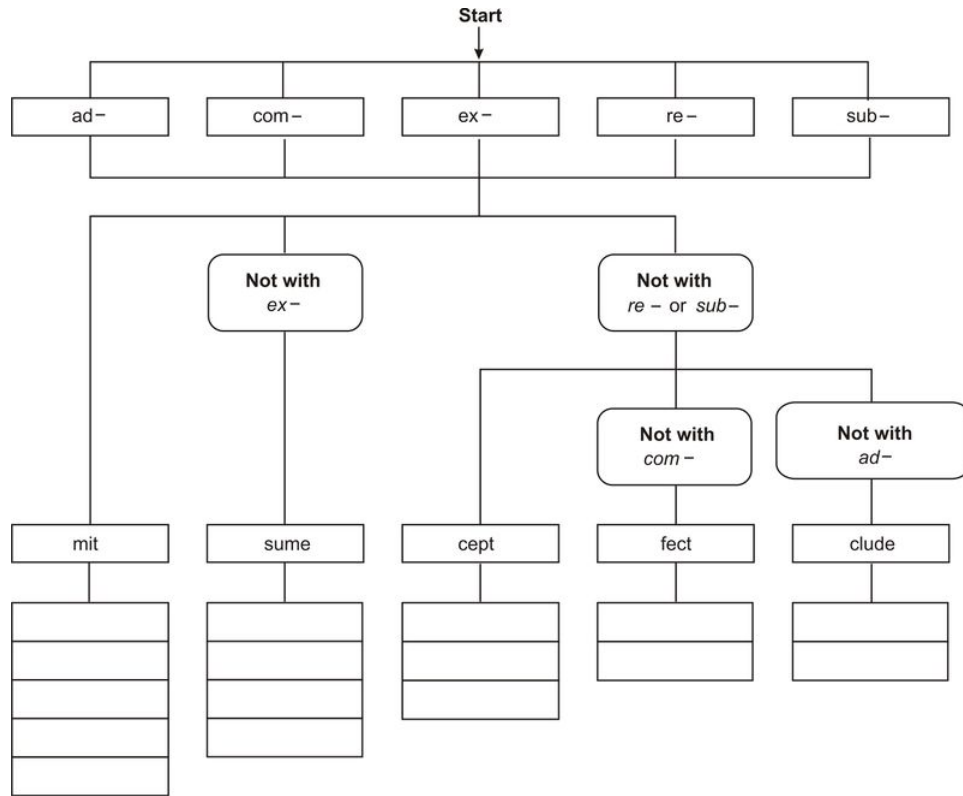 Start
ad–
com–
ex–
re–
sub–
Not with
ex–
Not with
re – or sub–
Not with
com–
Not with
ad–
mit
sume
cept
fect
clude